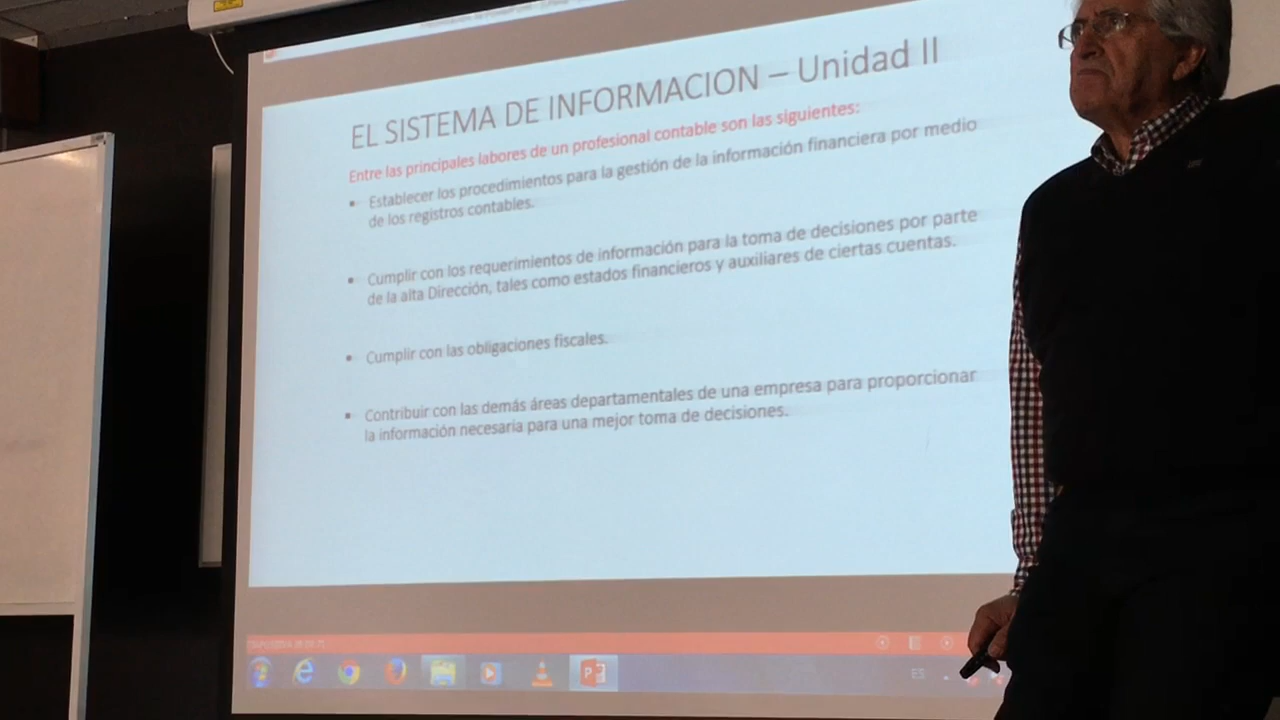 EL SISTEMA DE INFORMACION – Unidad II
Entre las principales labores de un profesional contable son las siguientes:
▪ Establecer los procedimientos para la gestión de la información financiera por medio
de los registros contables.
▪ Cumplir con los requerimientos de información para la toma de decisiones por parte
de la alta Dirección, tales como estados financieros y auxiliares de ciertas cuentas.
▪ Cumplir con las obligaciones fiscales.
▪ Contribuir con las demás áreas departamentales de una empresa para proporcionar
la información necesaria para una mejor toma de decisiones.
ES